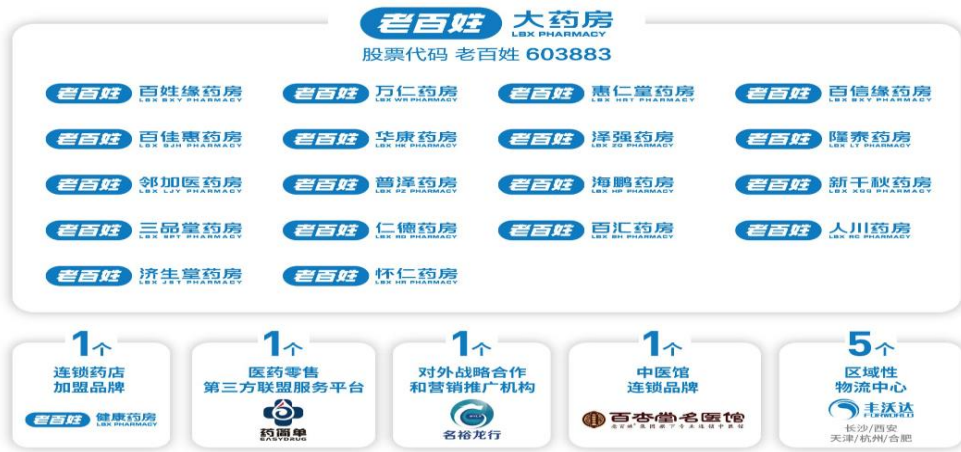 老百姓 大药房
LBX PHARMACY
股票代码 老百姓 603883
老百姓 百姓缘药房
LBX BXY PHARMACY
老百姓 万仁药房
LBX WR PHARMACY
老百姓 惠仁堂药房
LBX HRT PHARMACY
老百姓 百信缘药房
LBX BXY PHARMACY
老百姓 百佳惠药房
LBX BJH PHARMACY
老百姓 华康药房
LBX HK PHARMACY
老百姓 泽强药房
LBX ZQ PHARMACY
老百姓 隆泰药房
LBX LT PHARMACY
老百姓 邻加医药房
LBX LJY PHARMACY
老百姓 普泽药房
LBX PZ PHARMACY
老百姓 海鹏药房
LBX HP PHARMACY
老百姓 新千秋药房
LBX XQQ PHARMACY
老百姓 三品堂药房
LBX SPT PHARMACY
老百姓 仁德药房
LBX RD PHARMACY
老百姓 百汇药房
LBX BH PHARMACY
老百姓 人川药房
LBX RC PHARMACY
老百姓 济生堂药房
LBX JST PHARMACY
老百姓 怀仁药房
LBX HR PHARMACY
1个
连锁药店
加盟品牌
老百姓 健康药房
LBX PHARMACY
1个
医药零售
第三方联盟服务平台
药简单
EASYDRUG
1个
对外战略合作
和营销推广机构
名裕龙行
1个
中医馆
连锁品牌
百杏堂名医馆
5个
区域性
物流中心
丰沃达
FORWORLD
长沙/西安
天津/杭州/合肥